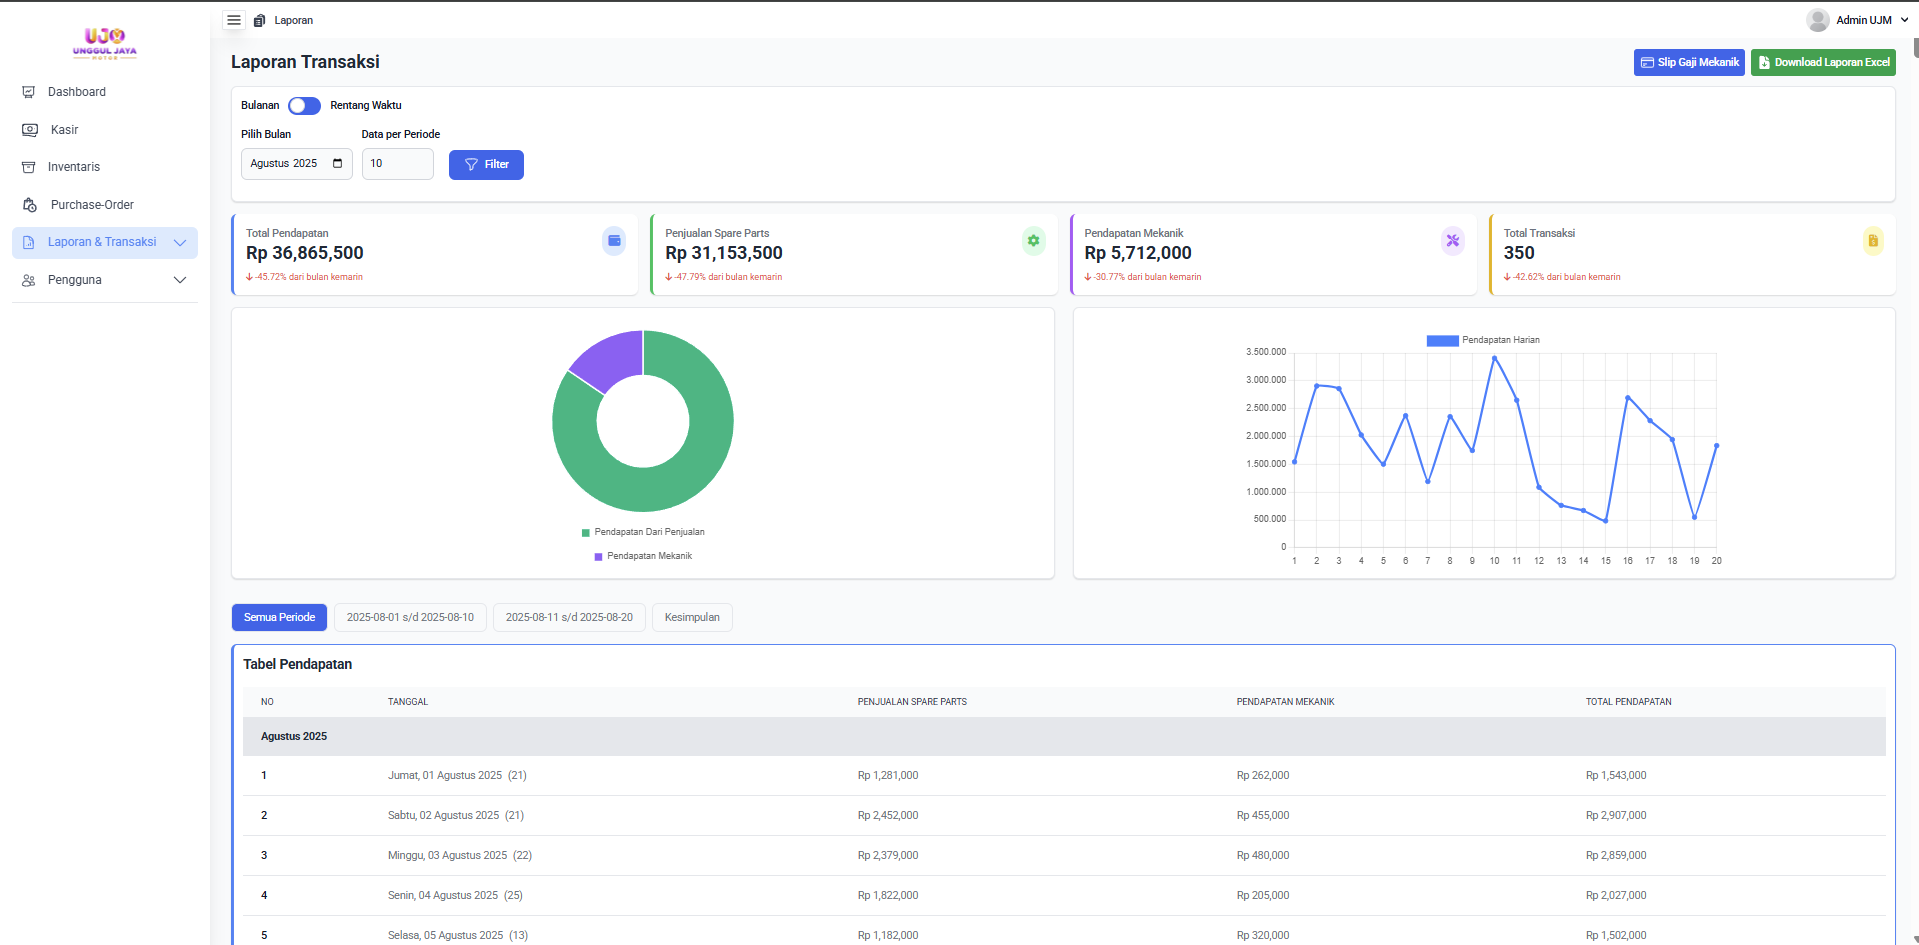 UJM
UNGGUL JAYA
MOTOR
Dashboard
Kasir
Inventaris
Purchase-Order
Laporan & Transaksi
Pengguna
Laporan
Admin UJM
Laporan Transaksi
Slip Gaji Mekanik
Download Laporan Excel
Bulanan
Rentang Waktu
Pilih Bulan
Data per Periode
Agustus 2025
10
Filter
Total Pendapatan
Rp 36,865,500
-45.72% dari bulan kemarin
Penjualan Spare Parts
Rp 31,153,500
-47.79% dari bulan kemarin
Pendapatan Mekanik
Rp 5,712,000
-30.77% dari bulan kemarin
Total Transaksi
350
-42.62% dari bulan kemarin
Pendapatan Dari Penjualan
Pendapatan Mekanik
Pendapatan Harian
3.500.000
3.000.000
2.500.000
2.000.000
1.500.000
1.000.000
500.000
0
1 2 3 4 5 6 7 8 9 10 11 12 13 14 15 16 17 18 19 20
Semua Periode
2025-08-01 s/d 2025-08-10
2025-08-11 s/d 2025-08-20
Kesimpulan
Tabel Pendapatan
NO TANGGAL PENJUALAN SPARE PARTS PENDAPATAN MEKANIK TOTAL PENDAPATAN
Agustus 2025
1 Jumat, 01 Agustus 2025 (21) Rp 1,281,000 Rp 262,000 Rp 1,543,000
2 Sabtu, 02 Agustus 2025 (21) Rp 2,452,000 Rp 455,000 Rp 2,907,000
3 Minggu, 03 Agustus 2025 (22) Rp 2,379,000 Rp 480,000 Rp 2,859,000
4 Senin, 04 Agustus 2025 (25) Rp 1,822,000 Rp 205,000 Rp 2,027,000
5 Selasa, 05 Agustus 2025 (13) Rp 1,182,000 Rp 320,000 Rp 1,502,000